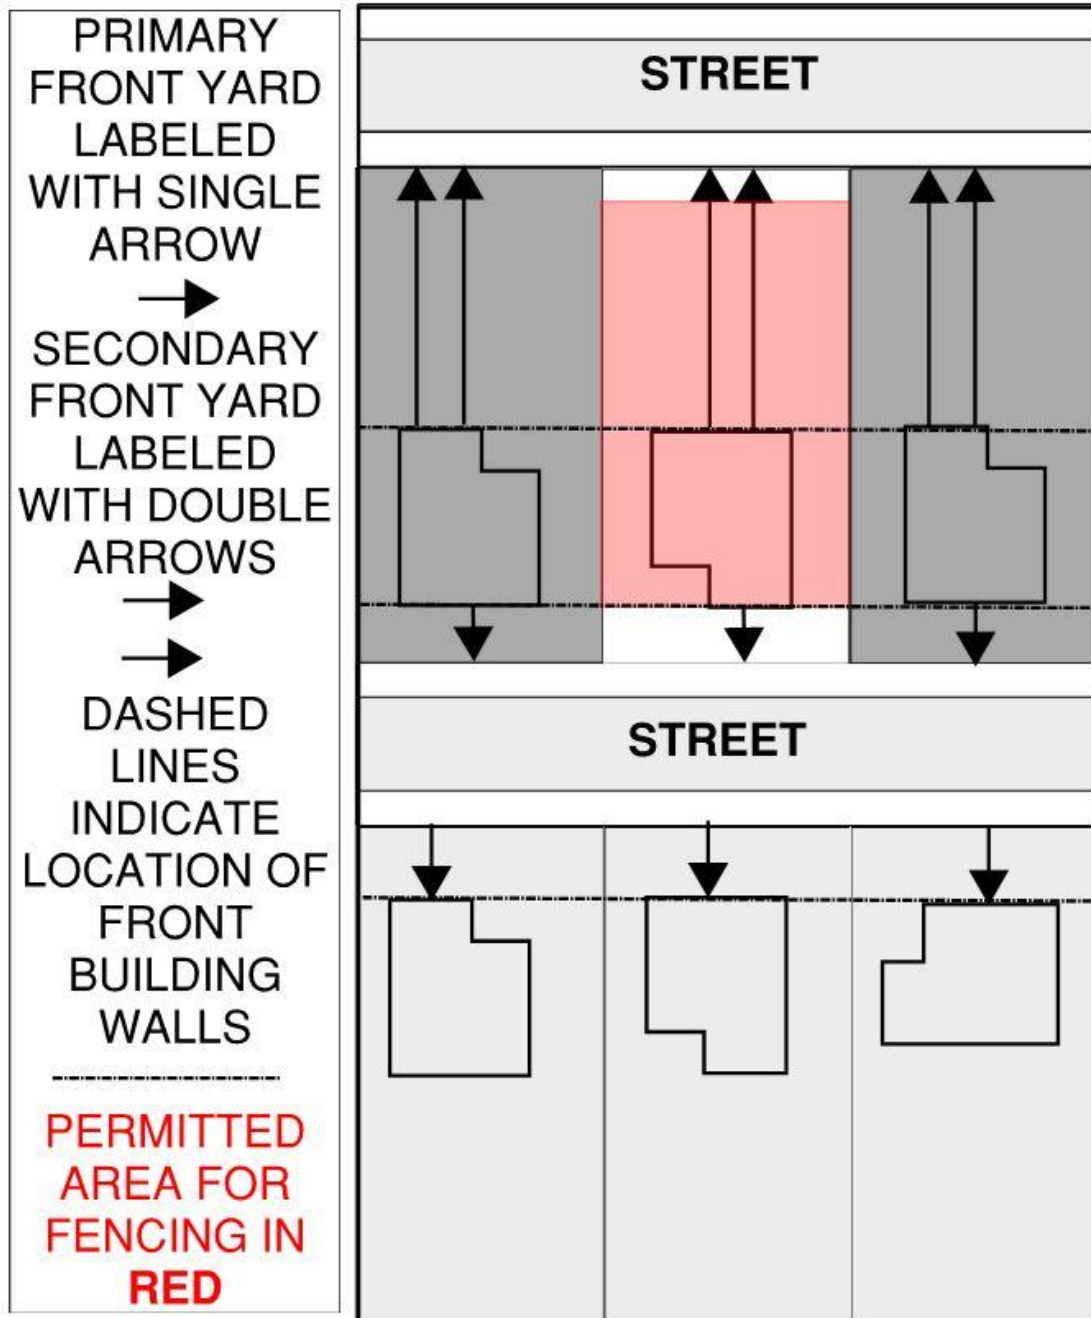 PRIMARY
FRONT YARD
LABELED
WITH SINGLE
ARROW
SECONDARY
FRONT YARD
LABELED
WITH DOUBLE
ARROWS
DASHED
LINES
INDICATE
LOCATION OF
FRONT
BUILDING
WALLS
PERMITTED
AREA FOR
FENCING IN
RED
STREET
STREET